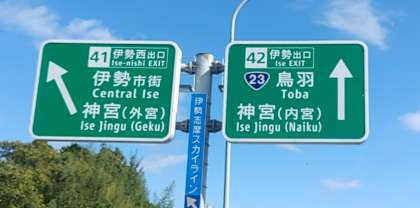 41 伊勢西出口
Ise-nishi EXIT
伊勢市街
Central Ise
神宮(外宮)
Ise Jingu (Geku)
42 伊勢出口
Ise EXIT
23 鳥羽
Toba
神宮(内宮)
Ise Jingu (Naiku)
伊勢志摩スカイライン